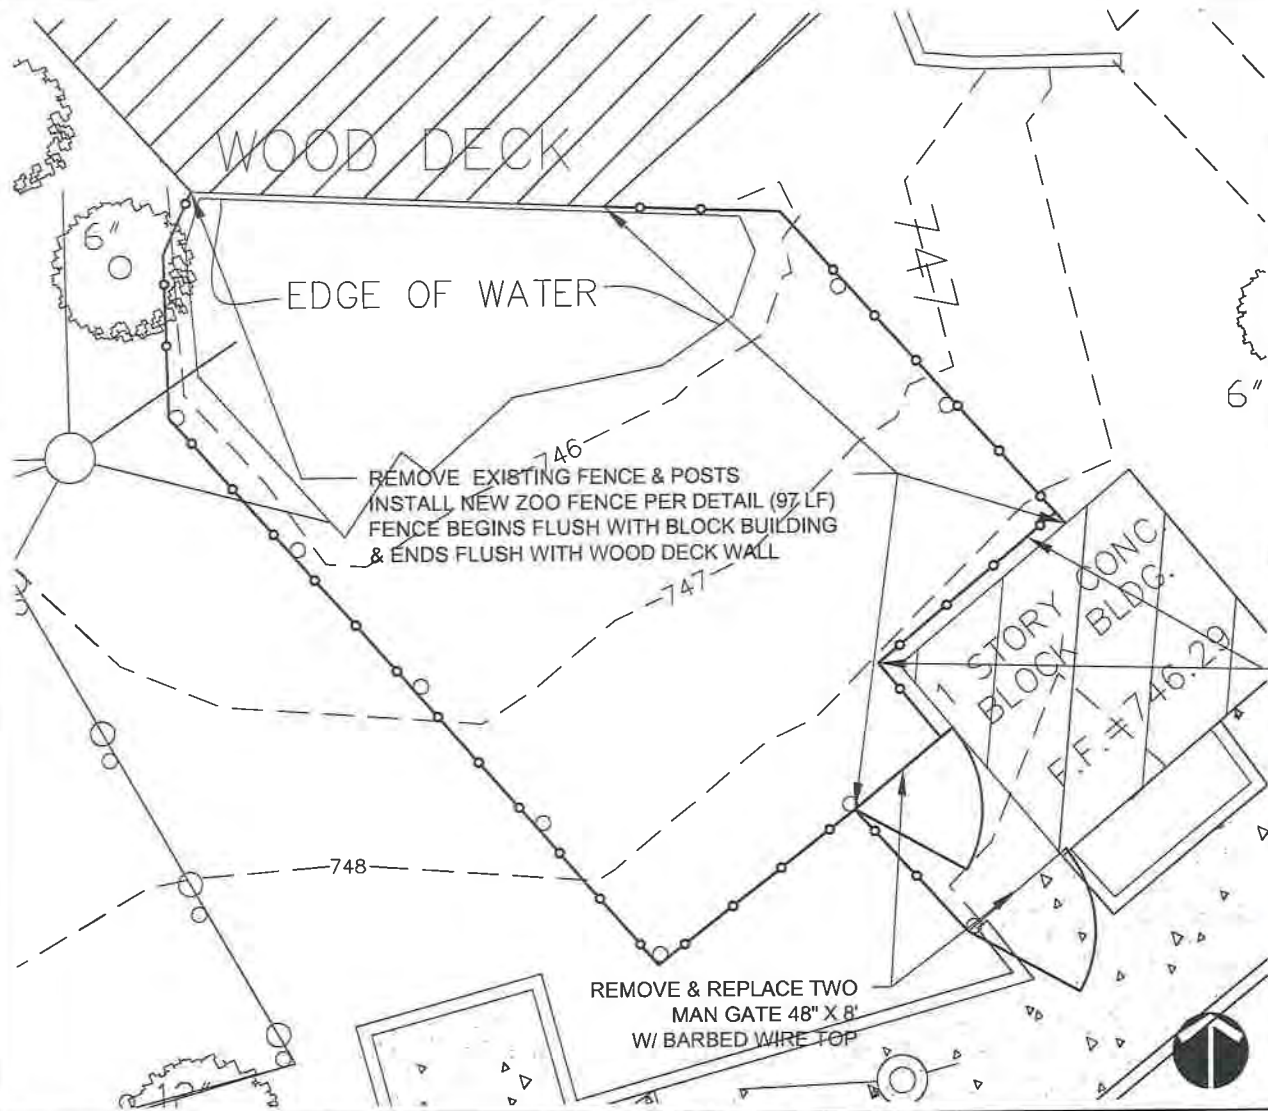 WOOD DECK
6"
EDGE OF WATER
747
6"
746
REMOVE EXISTING FENCE & POSTS
INSTALL NEW ZOO FENCE PER DETAIL (97 LF)
FENCE BEGINS FLUSH WITH BLOCK BUILDING
& ENDS FLUSH WITH WOOD DECK WALL
747
1 STORY CONC
BLOCK BLDG.
F.F.=746.29
748
REMOVE & REPLACE TWO
MAN GATE 48" X 8'
W/ BARBED WIRE TOP